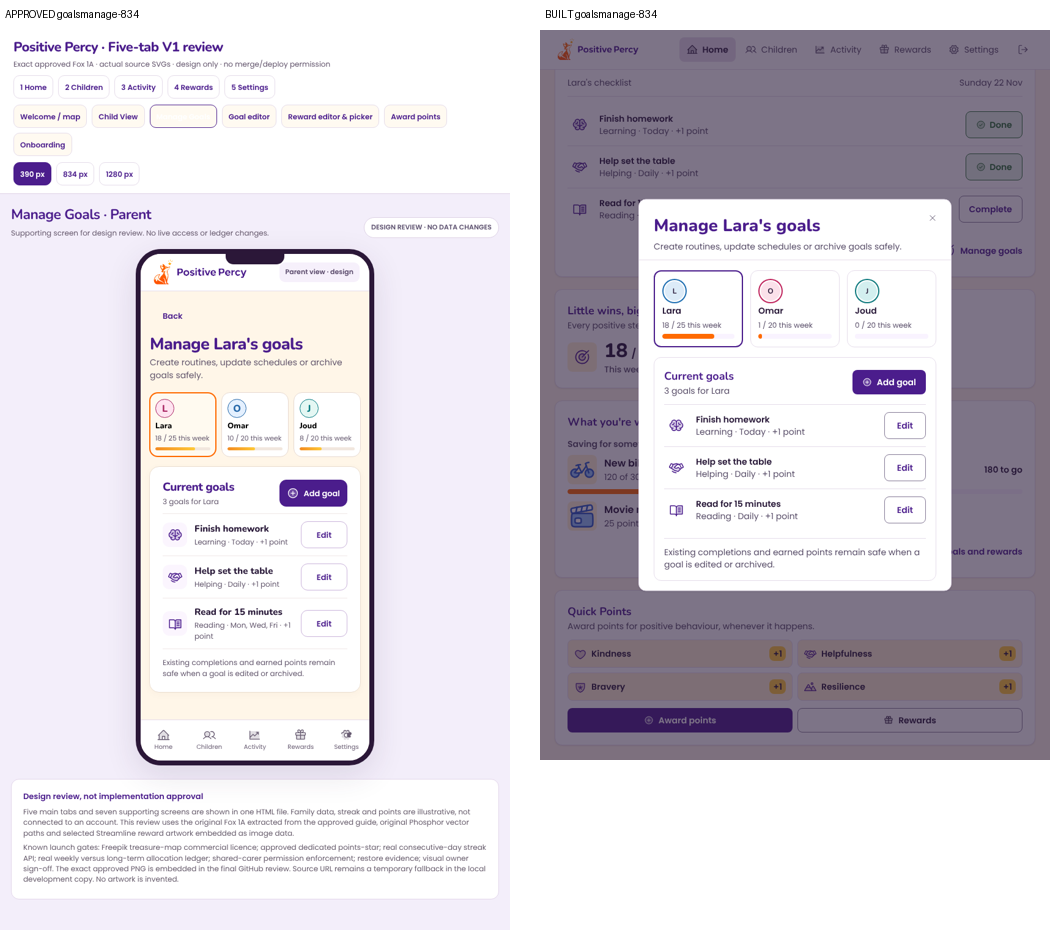 APPROVED goalsmanage-834
Positive Percy · Five-tab V1 review
Exact approved Fox 1A · actual source SVGs · design only · no merge/deploy permission
1 Home
2 Children
3 Activity
4 Rewards
5 Settings
Welcome / map
Child View
Goal editor
Reward editor & picker
Award points
Onboarding
390 px
834 px
1280 px
Manage Goals · Parent
Supporting screen for design review. No live access or ledger changes.
DESIGN REVIEW · NO DATA CHANGES
Positive Percy
Parent view · design
Back
Manage Lara's goals
Create routines, update schedules or archive
goals safely.
L
Lara
18 / 25 this week
O
Omar
10 / 20 this week
J
Joud
8 / 20 this week
Current goals
3 goals for Lara
Add goal
Finish homework
Learning · Today · +1 point
Edit
Help set the table
Helping · Daily · +1 point
Edit
Read for 15 minutes
Reading · Mon, Wed, Fri · +1
point
Edit
Existing completions and earned points remain
safe when a goal is edited or archived.
Home
Children
Activity
Rewards
Settings
Design review, not implementation approval
Five main tabs and seven supporting screens are shown in one HTML file. Family data, streak and points are illustrative, not
connected to an account. This review uses the original Fox 1A extracted from the approved guide, original Phosphor vector
paths and selected Streamline reward artwork embedded as image data.
Known launch gates: Freepik treasure-map commercial licence; approved dedicated points-star; real consecutive-day streak
API; real weekly versus long-term allocation ledger; shared-carer permission enforcement; restore evidence; visual owner
sign-off. The exact approved PNG is embedded in the final GitHub review. Source URL remains a temporary fallback in the local
development copy. No artwork is invented.
BUILT goalsmanage-834
Positive Percy
Home
Children
Activity
Rewards
Settings
Lara's checklist
Sunday 22 Nov
Finish homework
Learning · Today · +1 point
Done
Help set the table
Helping · Daily · +1 point
Done
Read for 1
Reading ·
Complete
Manage goals
Little wins, big
Every positive ste
18 /
This wee
What you're w
Saving for some
New bi
120 of 30
180 to go
Movie n
25 point
als and rewards
Manage Lara's goals
×
Create routines, update schedules or archive goals safely.
L
Lara
18 / 25 this week
O
Omar
1 / 20 this week
J
Joud
0 / 20 this week
Current goals
3 goals for Lara
Add goal
Finish homework
Learning · Today · +1 point
Edit
Help set the table
Helping · Daily · +1 point
Edit
Read for 15 minutes
Reading · Daily · +1 point
Edit
Existing completions and earned points remain safe when a
goal is edited or archived.
Quick Points
Award points for positive behaviour, whenever it happens.
Kindness
+1
Helpfulness
+1
Bravery
+1
Resilience
+1
Award points
Rewards